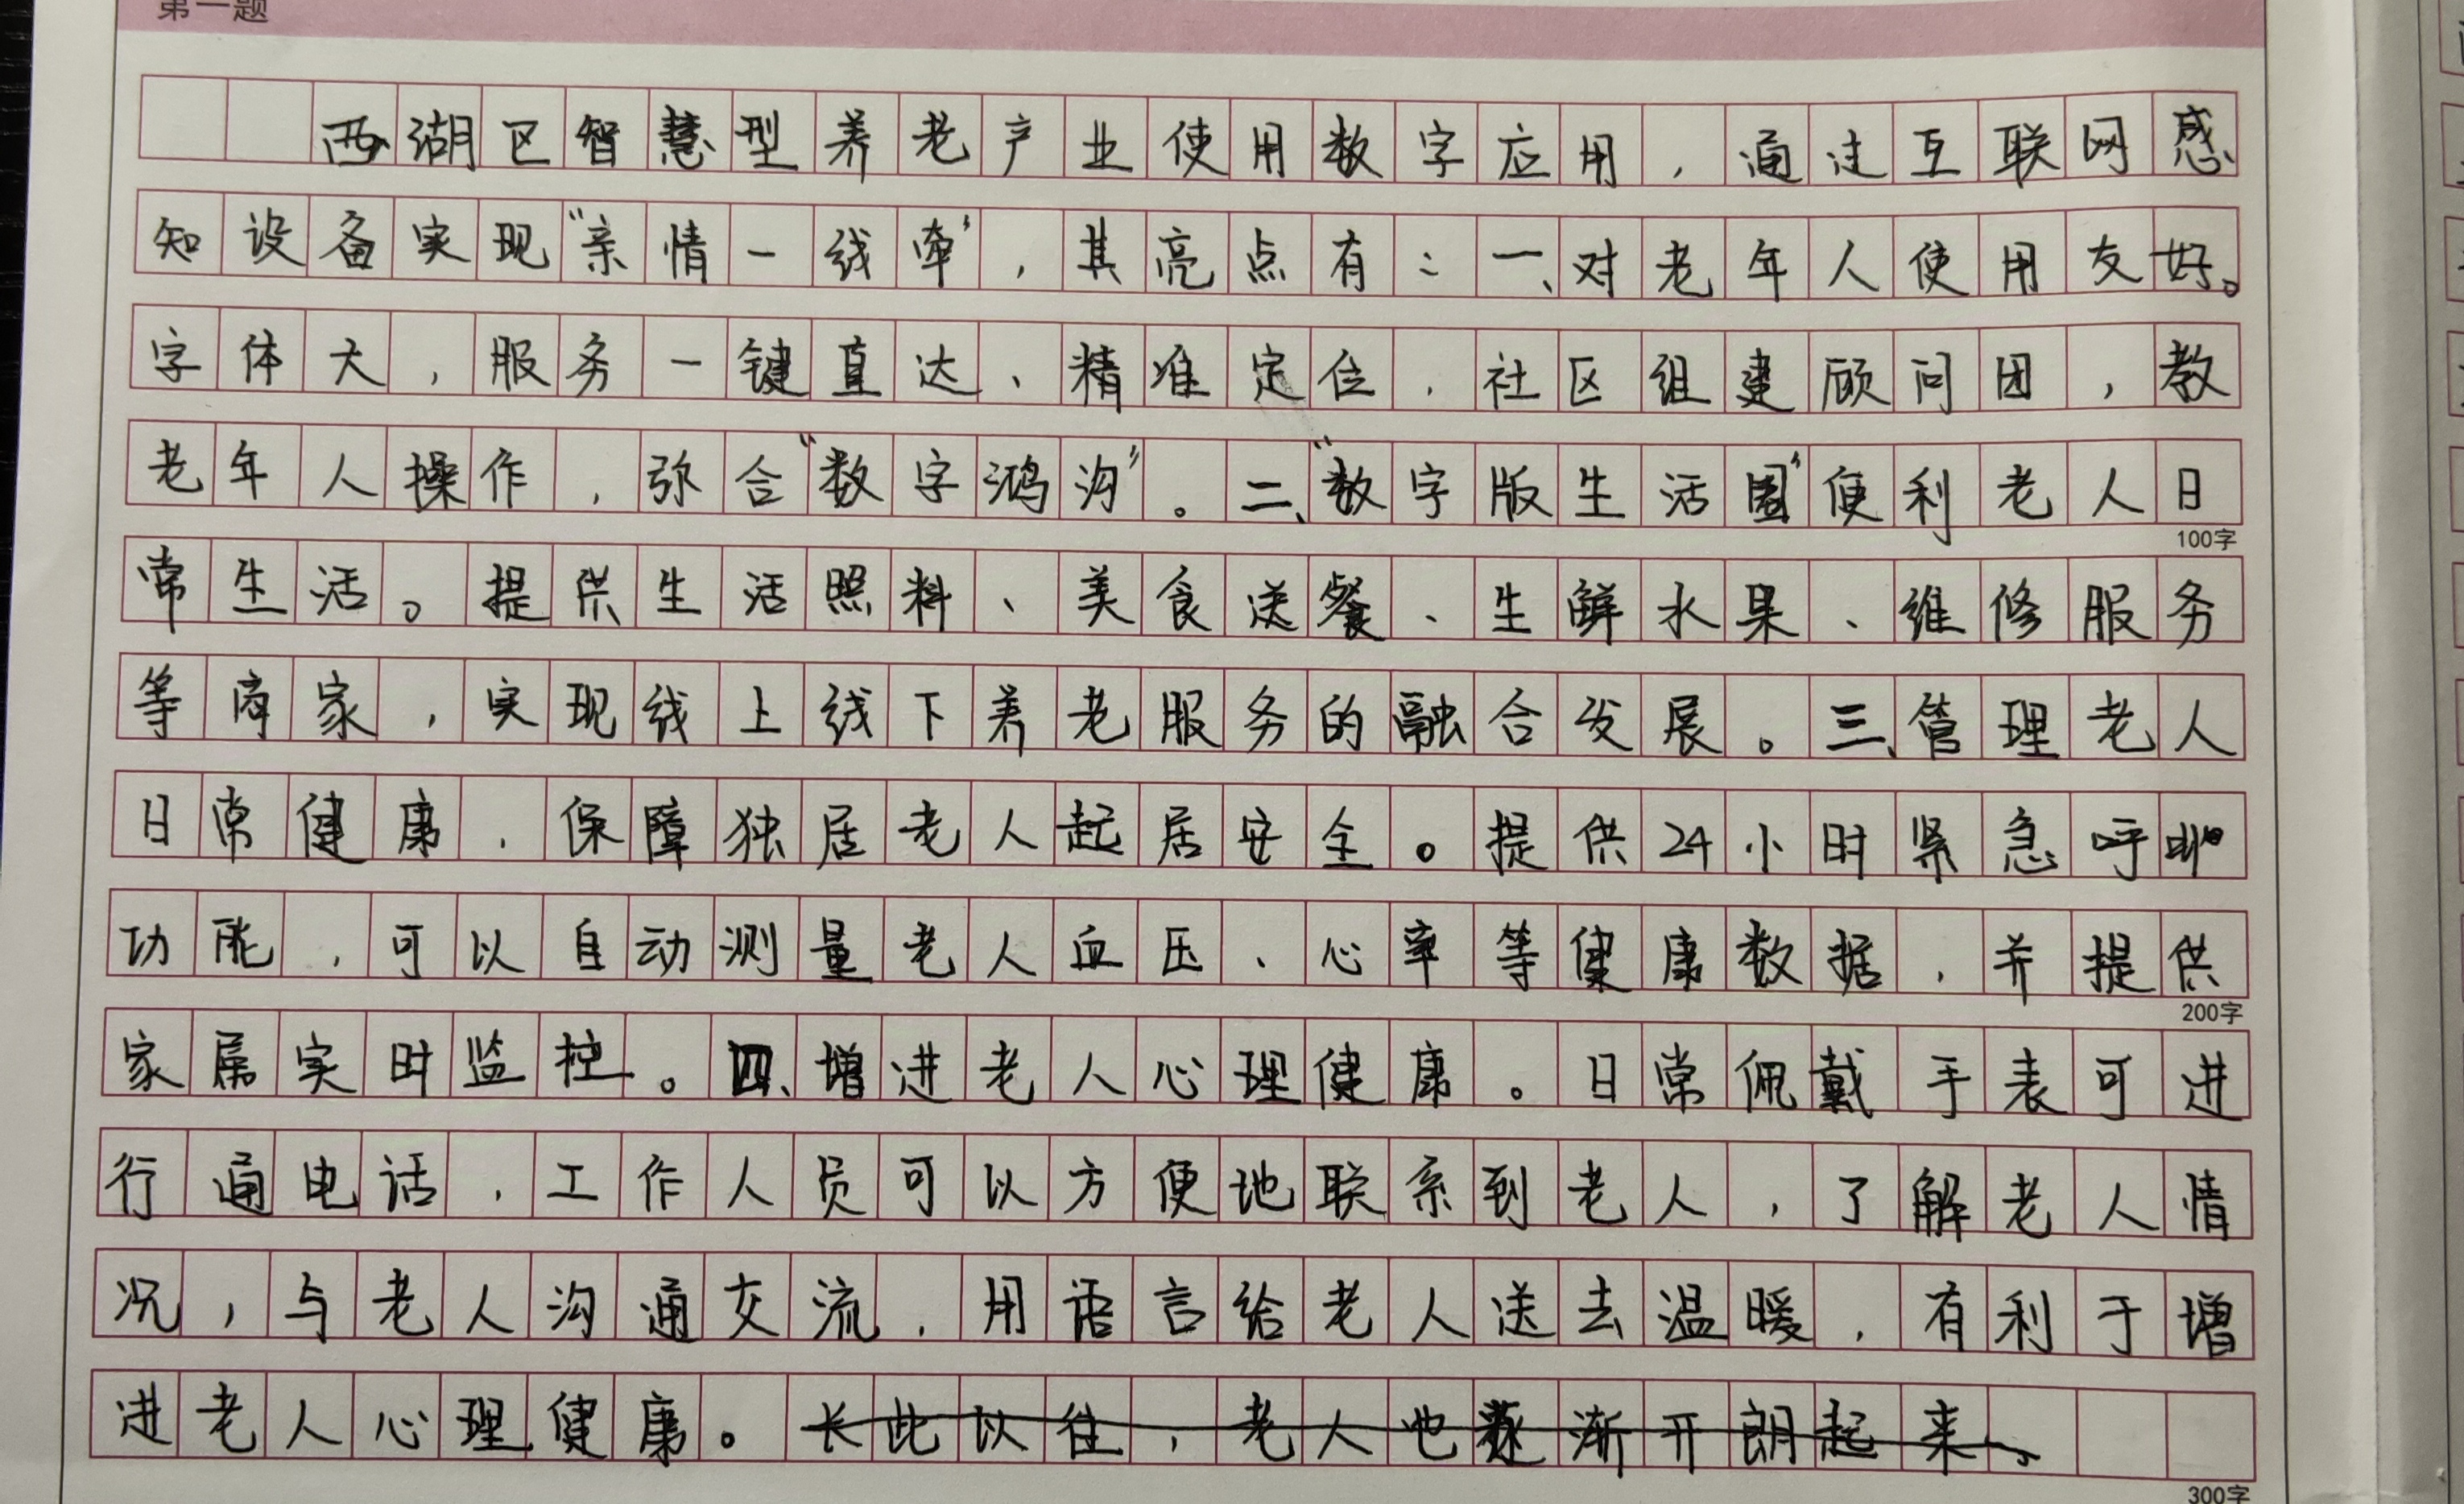 第一题
西湖区智慧型养老产业使用数字应用，通过互联网感
知设备实现“亲情一线牵”，其亮点有：一、对老年人使用友好。
字体大，服务一键直达、精准定位，社区组建顾问团，教
老年人操作，弥合“数字鸿沟”。二、“数字版生活圈”便利老人日
100字
常生活。提供生活照料、美食送餐、生鲜水果、维修服务
等商家，实现线上线下养老服务的融合发展。三、管理老人
日常健康，保障独居老人起居安全。提供24小时紧急呼叫
功能，可以自动测量老人血压、心率等健康数据，并提供
200字
家属实时监控。四、增进老人心理健康。日常佩戴手表可进
行通电话，工作人员可以方便地联系到老人，了解老人情
况，与老人沟通交流，用语言给老人送去温暖，有利于增
进老人心理健康。长此以往，老人也逐渐开朗起来。
300字